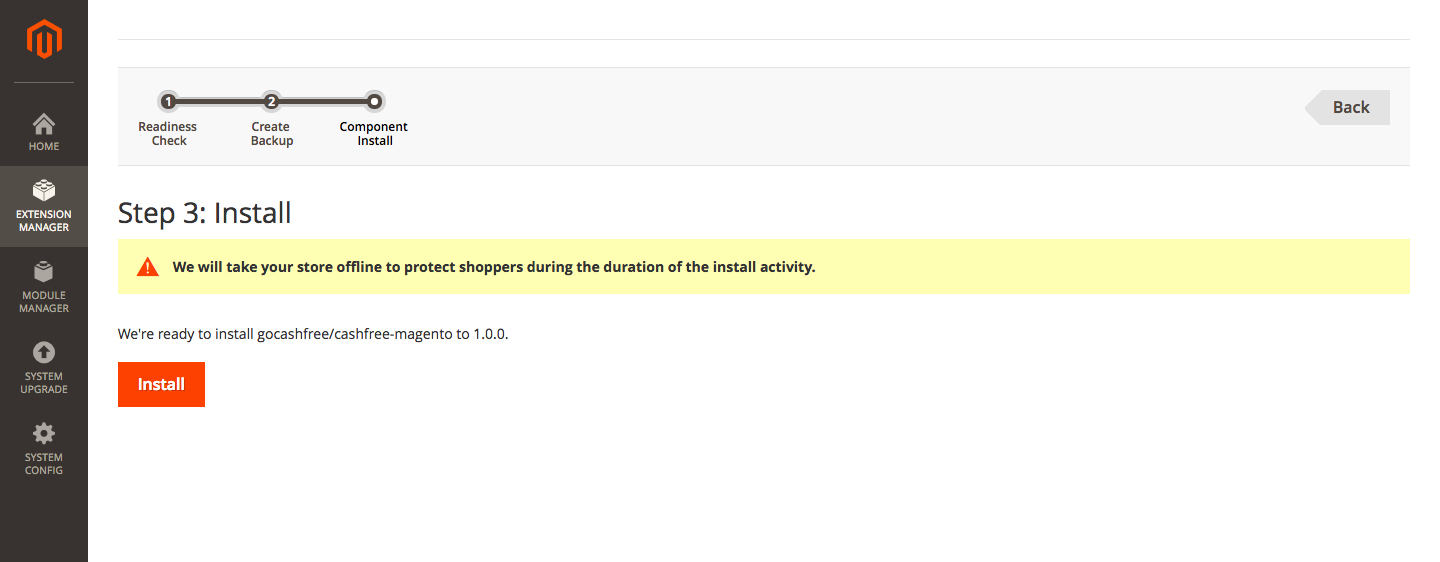 HOME
EXTENSION
MANAGER
MODULE
MANAGER
SYSTEM
UPGRADE
SYSTEM
CONFIG
1
2
Readiness
Check
Create
Backup
Component
Install
Back
Step 3: Install
We will take your store offline to protect shoppers during the duration of the install activity.
We're ready to install gocashfree/cashfree-magento to 1.0.0.
Install